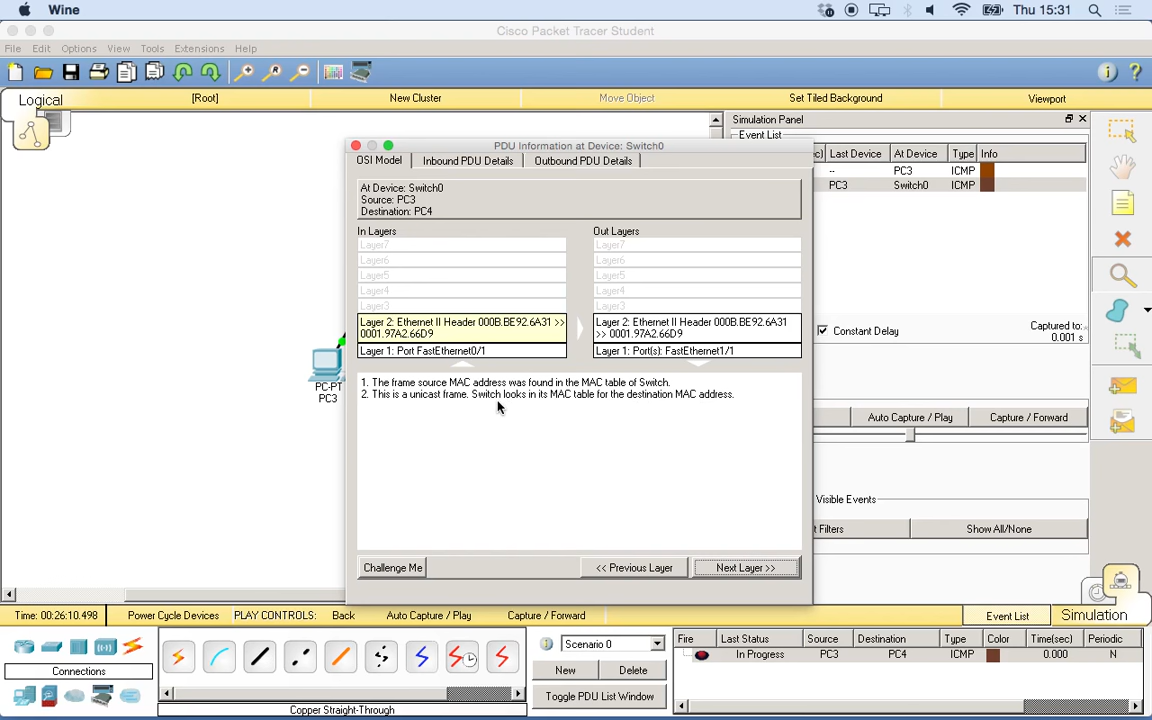 Wine
Thu 15:31
Cisco Packet Tracer Student
File Edit Options View Tools Extensions Help
Logical
[Root]
New Cluster
Move Object
Set Tiled Background
Viewport
Simulation Panel
Event List
Last Device At Device Type Info
-- PC3 ICMP
PC3 Switch0 ICMP
PDU Information at Device: Switch0
OSI Model Inbound PDU Details Outbound PDU Details
At Device: Switch0
Source: PC3
Destination: PC4
In Layers
Out Layers
Layer7
Layer7
Layer6
Layer6
Layer5
Layer5
Layer4
Layer4
Layer3
Layer3
Layer 2: Ethernet II Header 000B.BE92.6A31 >>
0001.97A2.66D9
Layer 2: Ethernet II Header 000B.BE92.6A31
>> 0001.97A2.66D9
Layer 1: Port FastEthernet0/1
Layer 1: Port(s): FastEthernet1/1
1. The frame source MAC address was found in the MAC table of Switch.
2. This is a unicast frame. Switch looks in its MAC table for the destination MAC address.
Challenge Me
<< Previous Layer
Next Layer >>
Constant Delay
Captured to:
0.001 s
Auto Capture / Play
Capture / Forward
Visible Events
Filters
Show All/None
PC-PT
PC3
Time: 00:26:10.498 Power Cycle Devices PLAY CONTROLS: Back Auto Capture / Play Capture / Forward
Event List
Simulation
Connections
Copper Straight-Through
Scenario 0
New
Delete
Toggle PDU List Window
Fire Last Status Source Destination Type Color Time(sec) Periodic
In Progress PC3 PC4 ICMP 0.000 N